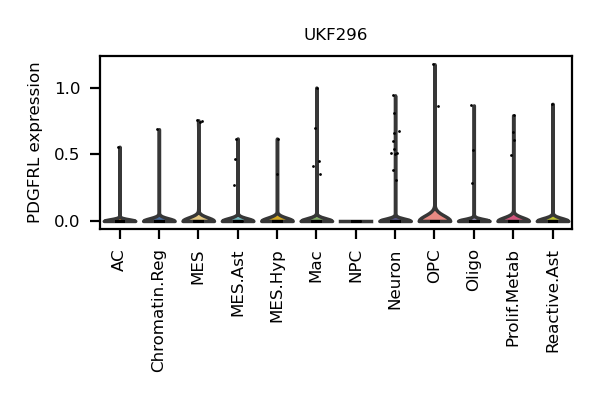 UKF296
PDGFRL expression
1.0
0.5
0.0
AC
Chromatin.Reg
MES
MES.Ast
MES.Hyp
Mac
NPC
Neuron
OPC
Oligo
Prolif.Metab
Reactive.Ast